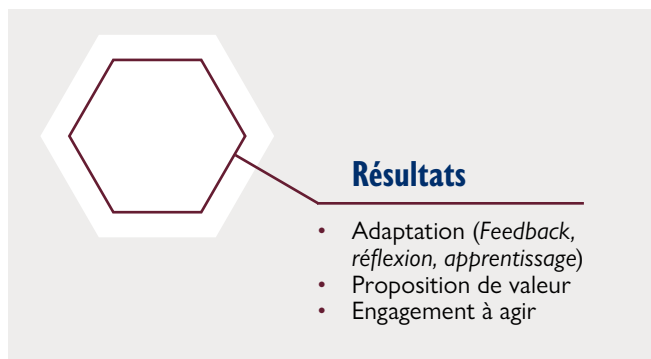 Résultats
• Adaptation (Feedback,
réflexion, apprentissage)
• Proposition de valeur
• Engagement à agir